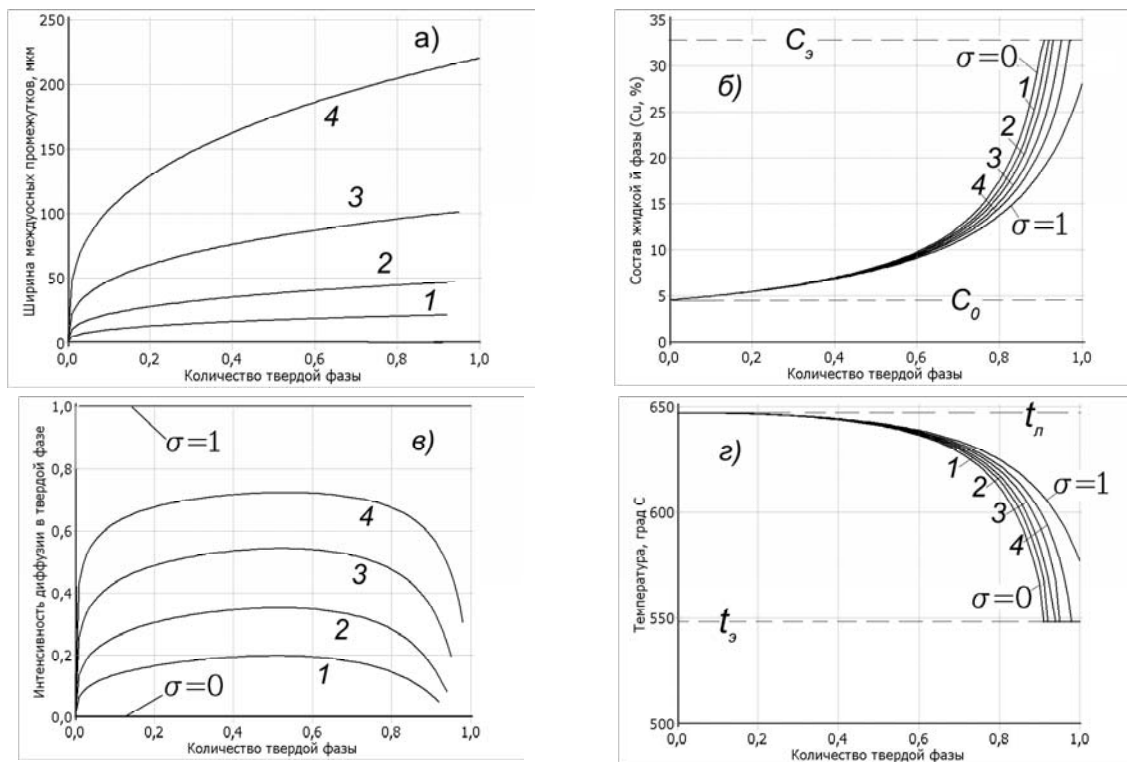 250
200
150
100
50
0
0,0
0,2
0,4
0,6
0,8
1,0
Количество твердой фазы
Ширина междуосных промежутков, мкм
а)
4
3
2
1
35
30
25
20
15
10
5
0
0,0
0,2
0,4
0,6
0,8
1,0
Количество твердой фазы
Состав жидкой й фазы (Cu, %)
Cэ
б)
σ=0
1
2
3
4
σ=1
C0
1,0
0,8
0,6
0,4
0,2
0,0
0,0
0,2
0,4
0,6
0,8
1,0
Количество твердой фазы
Интенсивность диффузии в твердой фазе
σ=1
в)
4
3
2
1
σ=0
650
600
550
500
0,0
0,2
0,4
0,6
0,8
1,0
Количество твердой фазы
Температура, град С
tл
г)
1
2
3
4
σ=1
σ=0
tэ